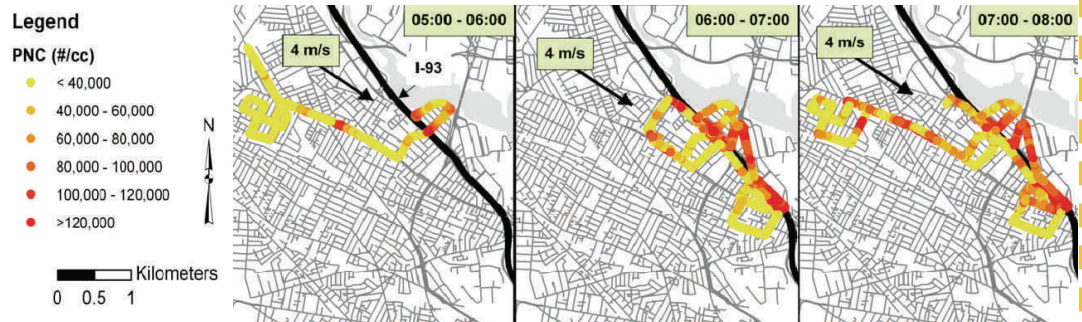 Legend
PNC (#/cc)
< 40,000
40,000 - 60,000
60,000 - 80,000
80,000 - 100,000
100,000 - 120,000
>120,000
N
Kilometers
0 0.5 1
05:00 - 06:00
4 m/s
I-93
06:00 - 07:00
4 m/s
07:00 - 08:00
4 m/s